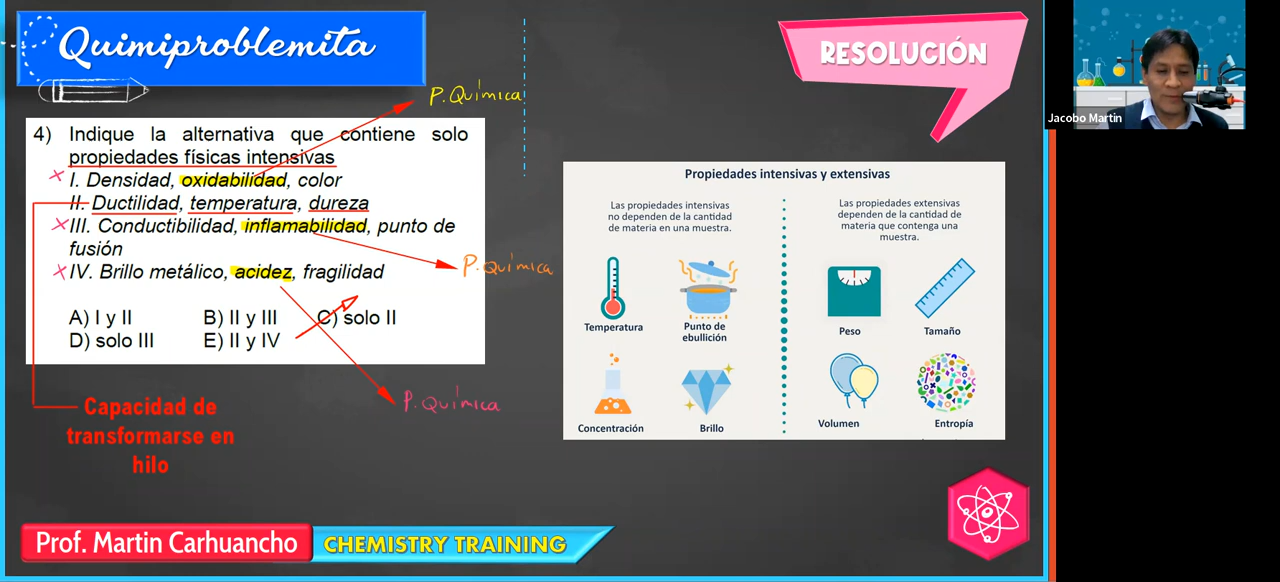 Quimiproblemita
RESOLUCIÓN
Jacobo Martin
P. Química
4) Indique la alternativa que contiene solo
propiedades físicas intensivas
I. Densidad, oxidabilidad, color
II. Ductilidad, temperatura, dureza
III. Conductibilidad, inflamabilidad, punto de
fusión
IV. Brillo metálico, acidez, fragilidad
A) I y II B) II y III C) solo II
D) solo III E) II y IV
P. Química
P. Química
Capacidad de
transformarse en
hilo
Propiedades intensivas y extensivas
Las propiedades intensivas
no dependen de la cantidad
de materia en una muestra.
Las propiedades extensivas
dependen de la cantidad de
materia que contenga una
muestra.
Temperatura
Punto de
ebullición
Peso
Tamaño
Concentración
Brillo
Volumen
Entropía
Prof. Martin Carhuancho
CHEMISTRY TRAINING